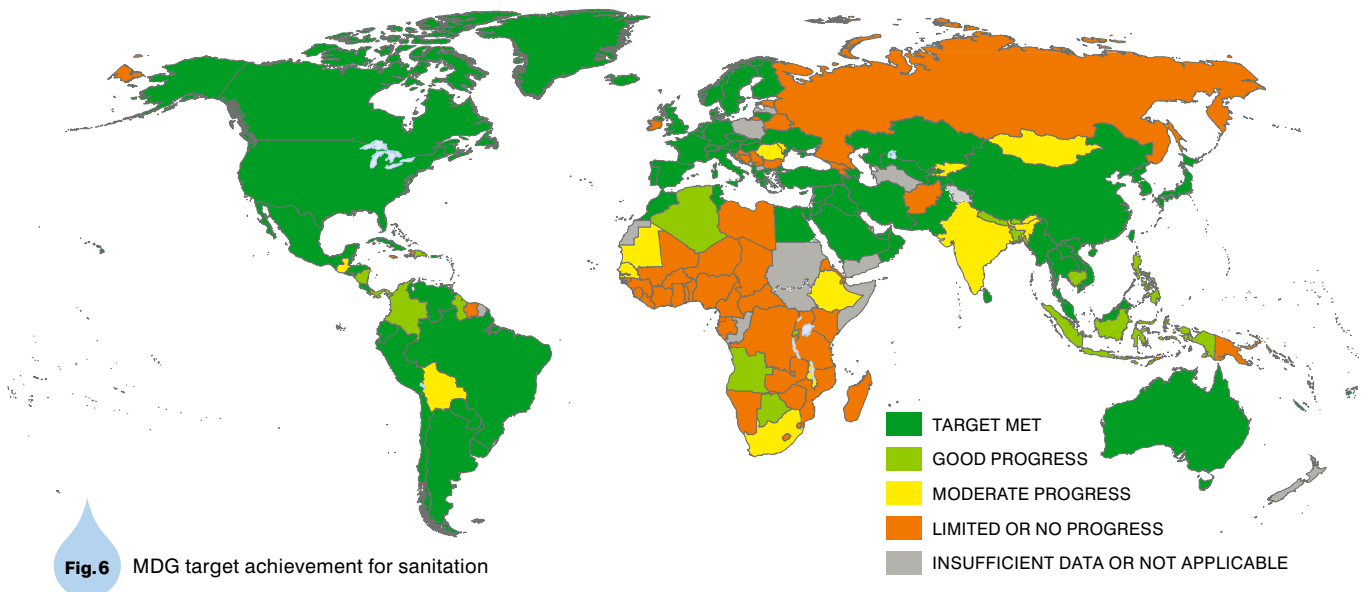 TARGET MET
GOOD PROGRESS
MODERATE PROGRESS
LIMITED OR NO PROGRESS
INSUFFICIENT DATA OR NOT APPLICABLE
Fig. 6 MDG target achievement for sanitation